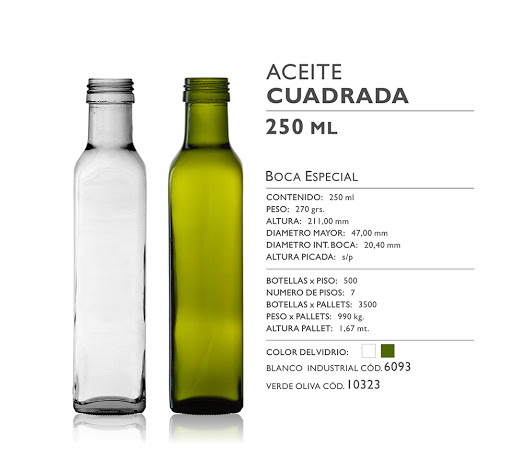 ACEITE
CUADRADA
250 ML
BOCA ESPECIAL
CONTENIDO: 250 ml
PESO: 270 grs.
ALTURA: 211,00 mm
DIAMETRO MAYOR: 47,00 mm
DIAMETRO INT. BOCA: 20,40 mm
ALTURA PICADA: s/p
BOTELLAS x PISO: 500
NUMERO DE PISOS: 7
BOTELLAS x PALLETS: 3500
PESO x PALLETS: 990 kg.
ALTURA PALLET: 1,67 mt.
COLOR DELVIDRIO:
BLANCO INDUSTRIAL CÓD. 6093
VERDE OLIVA CÓD. 10323